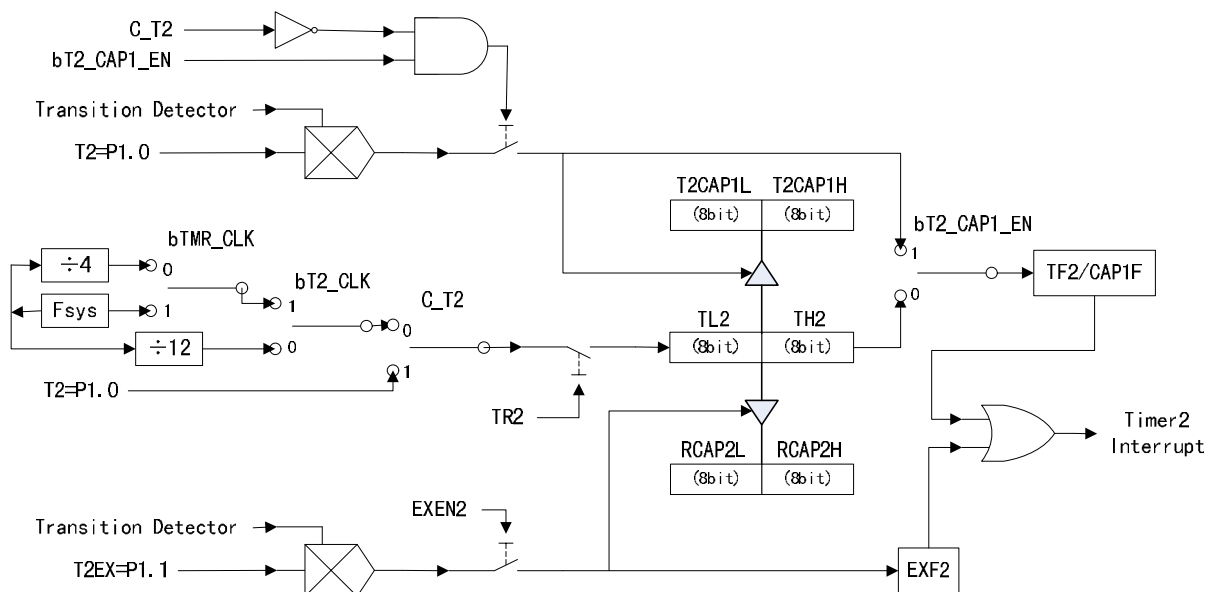 C_T2
bT2_CAP1_EN
Transition Detector
T2=P1.0
T2CAP1L T2CAP1H
(8bit) (8bit)
bT2_CAP1_EN
1
0
TF2/CAP1F
bTMR_CLK
÷4
0
Fsys
1
bT2_CLK
1
0
÷12
C_T2
0
1
T2=P1.0
TR2
TL2 TH2
(8bit) (8bit)
RCAP2L RCAP2H
(8bit) (8bit)
Timer2
Interrupt
EXEN2
Transition Detector
T2EX=P1.1
EXF2